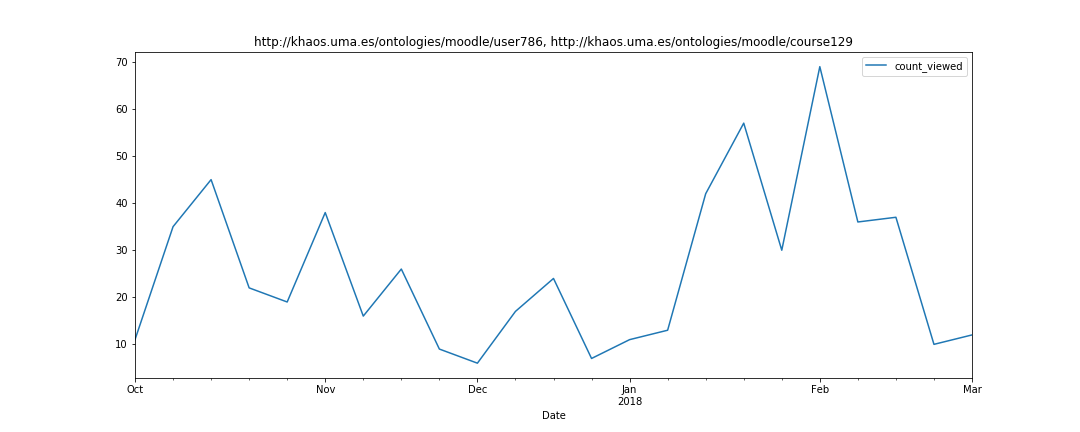 http://khaos.uma.es/ontologies/moodle/user786, http://khaos.uma.es/ontologies/moodle/course129
count_viewed
70
60
50
40
30
20
10
Oct Nov Dec Jan Feb Mar
2018
Date